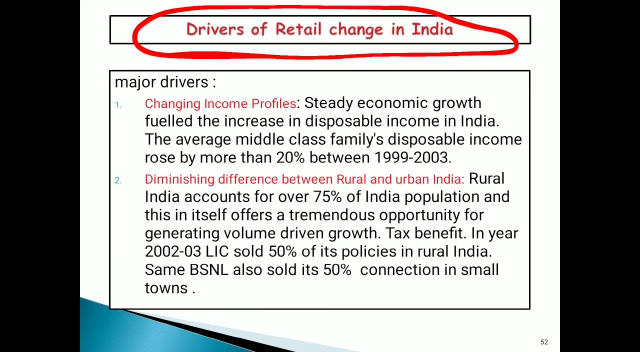 Drivers of Retail change in India
major drivers :
1. Changing Income Profiles: Steady economic growth
fuelled the increase in disposable income in India.
The average middle class family's disposable income
rose by more than 20% between 1999-2003.
2. Diminishing difference between Rural and urban India: Rural
India accounts for over 75% of India population and
this in itself offers a tremendous opportunity for
generating volume driven growth. Tax benefit. In year
2002-03 LIC sold 50% of its policies in rural India.
Same BSNL also sold its 50% connection in small
towns .
52